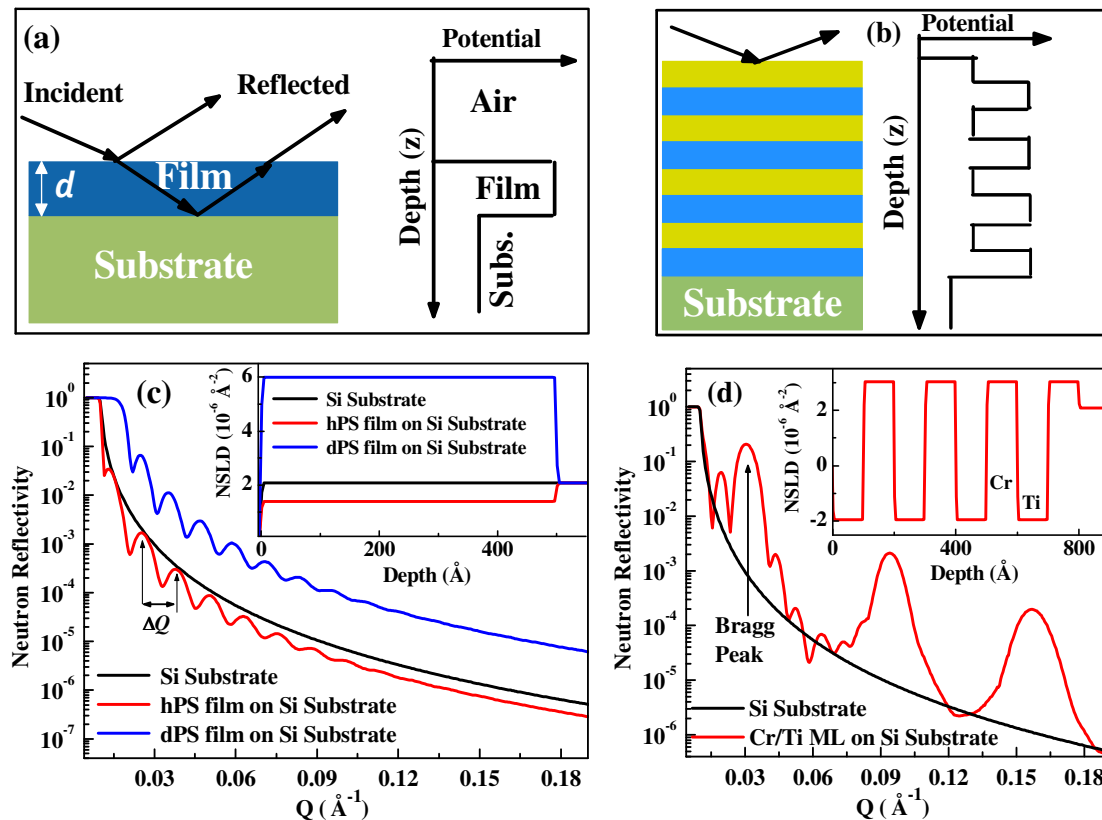 (a)
Potential
Incident
Reflected
Air
Film
d
Depth (z)
Film
Substrate
Subs.
(b)
Potential
Depth (z)
Substrate
(c)
10^0
10^-1
10^-2
10^-3
10^-4
10^-5
10^-6
10^-7
Neutron Reflectivity
6
4
2
0
NSLD (10^-6 Å^-2)
Si Substrate
hPS film on Si Substrate
dPS film on Si Substrate
0 200 400
Depth (Å)
ΔQ
Si Substrate
hPS film on Si Substrate
dPS film on Si Substrate
0.03 0.06 0.09 0.12 0.15 0.18
Q ( Å^-1)
(d)
10^0
10^-1
10^-2
10^-3
10^-4
10^-5
10^-6
Neutron Reflectivity
2
0
-2
NSLD (10^-6 Å^-2)
Cr
Ti
0 200 400 600 800
Depth (Å)
Bragg
Peak
Si Substrate
Cr/Ti ML on Si Substrate
0.03 0.06 0.09 0.12 0.15 0.18
Q ( Å^-1)